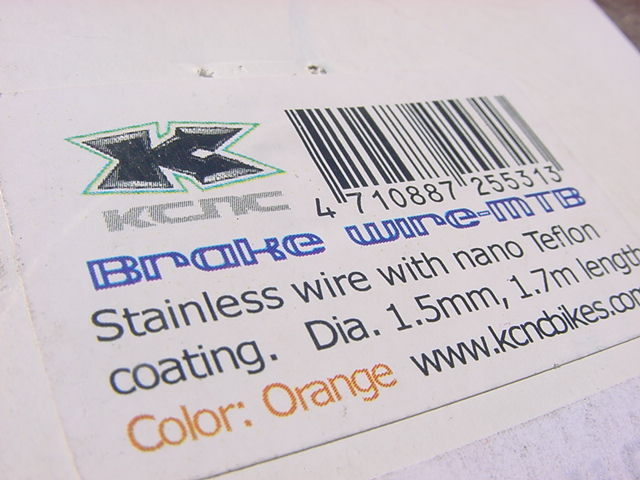 K
KCNC
4 710887 255313
Brake wire-MTB
Stainless wire with nano Teflon
coating. Dia. 1.5mm, 1.7m length
Color: Orange www.kcncbikes.com